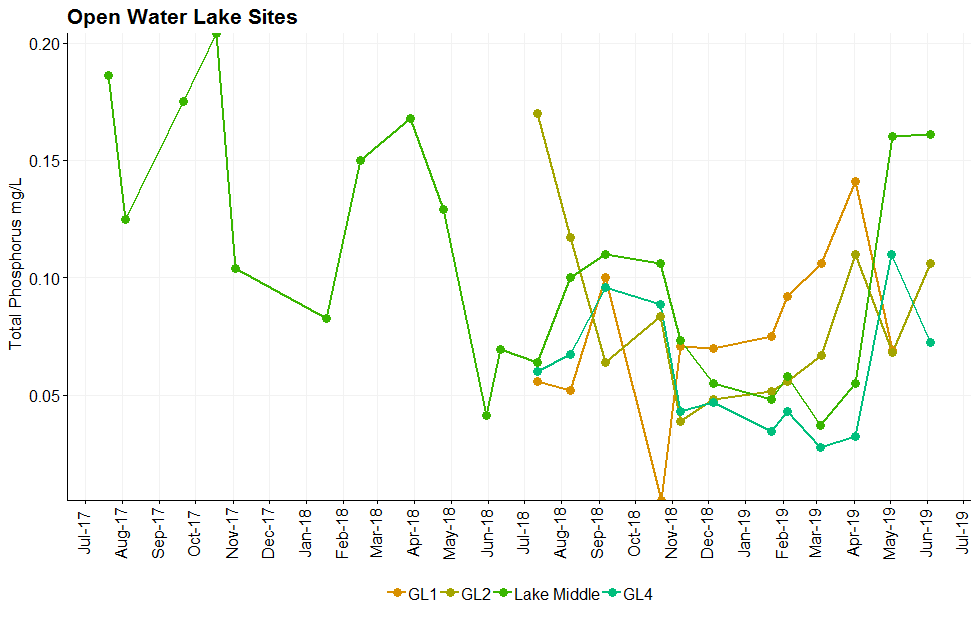 Open Water Lake Sites
Total Phosphorus mg/L
0.20
0.15
0.10
0.05
Jul-17 Aug-17 Sep-17 Oct-17 Nov-17 Dec-17 Jan-18 Feb-18 Mar-18 Apr-18 May-18 Jun-18 Jul-18 Aug-18 Sep-18 Oct-18 Nov-18 Dec-18 Jan-19 Feb-19 Mar-19 Apr-19 May-19 Jun-19 Jul-19
GL1 GL2 Lake Middle GL4